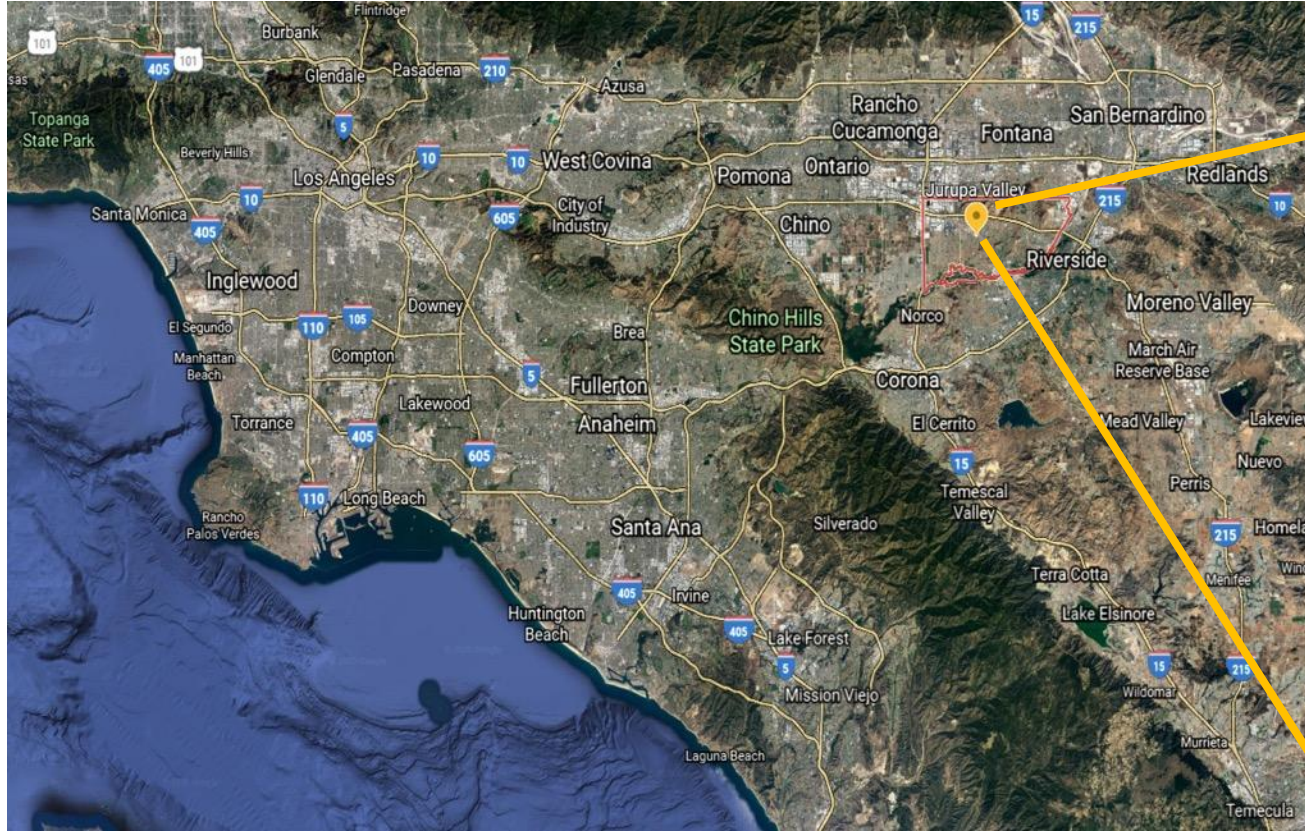 Flintridge
15
101
Burbank
215
405
101
Glendale
Pasadena
210
sas
Azusa
Topanga
State Park
5
Rancho
Cucamonga
San Bernardino
Fontana
Beverly Hills
10
10
West Covina
Ontario
Los Angeles
Pomona
Redlands
Jurupa Valley
10
215
10
Santa Monica
605
City of
Industry
Chino
405
Riverside
Inglewood
Downey
Moreno Valley
Norco
El Segundo
110
105
Chino Hills
State Park
Brea
Manhattan
Beach
Compton
March Air
Reserve Base
5
Fullerton
Corona
Lakewood
Torrance
Anaheim
El Cerrito
Mead Valley
Lakeview
405
605
15
Nuevo
110
Long Beach
Temescal
Valley
Perris
Rancho
Palos Verdes
Santa Ana
Silverado
215
Homela
Terra Cotta
Menifee
Winc
405
Irvine
Huntington
Beach
405
Lake Forest
Lake Elsinore
5
15
215
Mission Viejo
Wildomar
Murrieta
Laguna Beach
Temecula